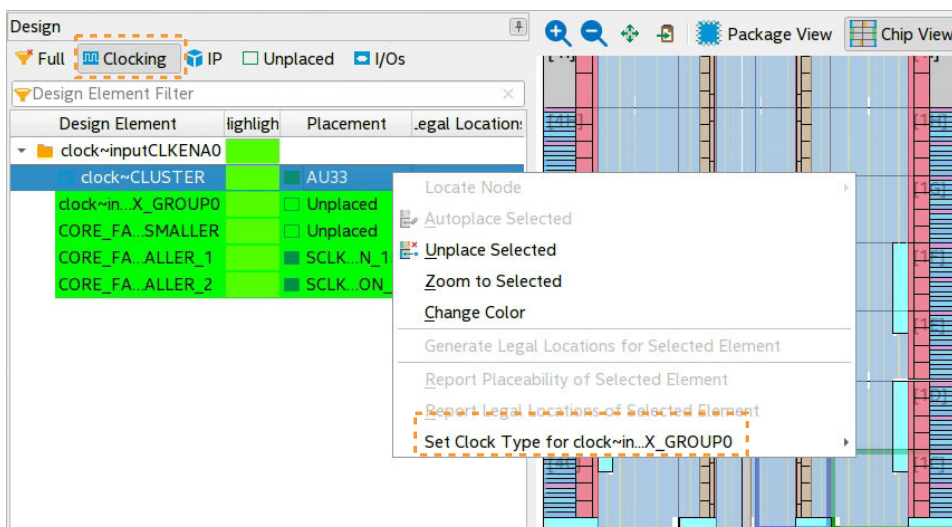 Design
Full Clocking IP Unplaced I/Os
Package View Chip View
Design Element Filter
Design Element Highligh Placement Legal Locations
clock~inputCLKENA0
clock~CLUSTER AU33
clock~in...X_GROUP0 Unplaced
CORE_FA...SMALLER Unplaced
CORE_FA...ALLER_1 SCLK...N_1
CORE_FA...ALLER_2 SCLK...ON_
Locate Node
Autoplace Selected
Unplace Selected
Zoom to Selected
Change Color
Generate Legal Locations for Selected Element
Report Placeability of Selected Element
Report Legal Locations of Selected Element
Set Clock Type for clock~in...X_GROUP0